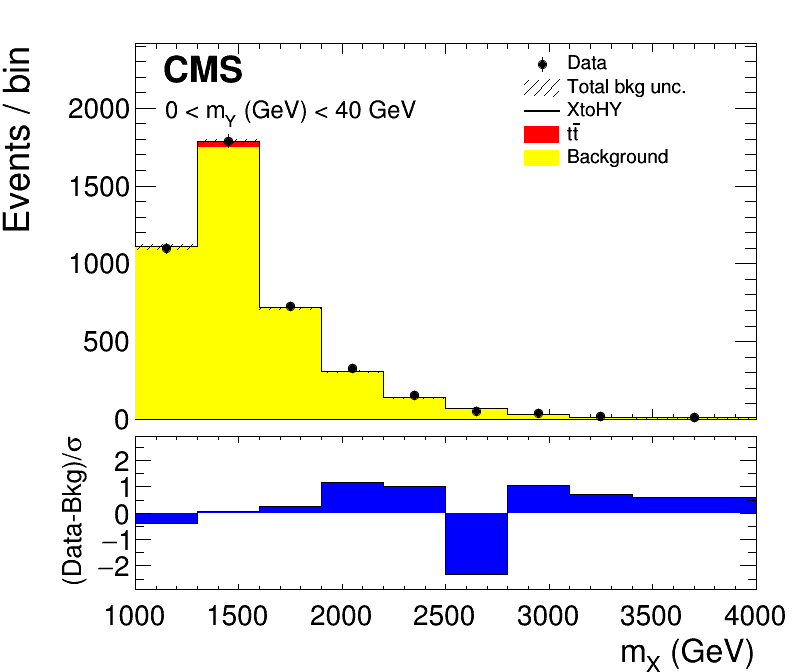 Events / bin
CMS
0 < m_Y (GeV) < 40 GeV
Data
Total bkg unc.
XtoHY
tt̄
Background
2000
1500
1000
500
0
(Data-Bkg)/σ
2
1
0
−1
−2
1000 1500 2000 2500 3000 3500 4000
m_X (GeV)